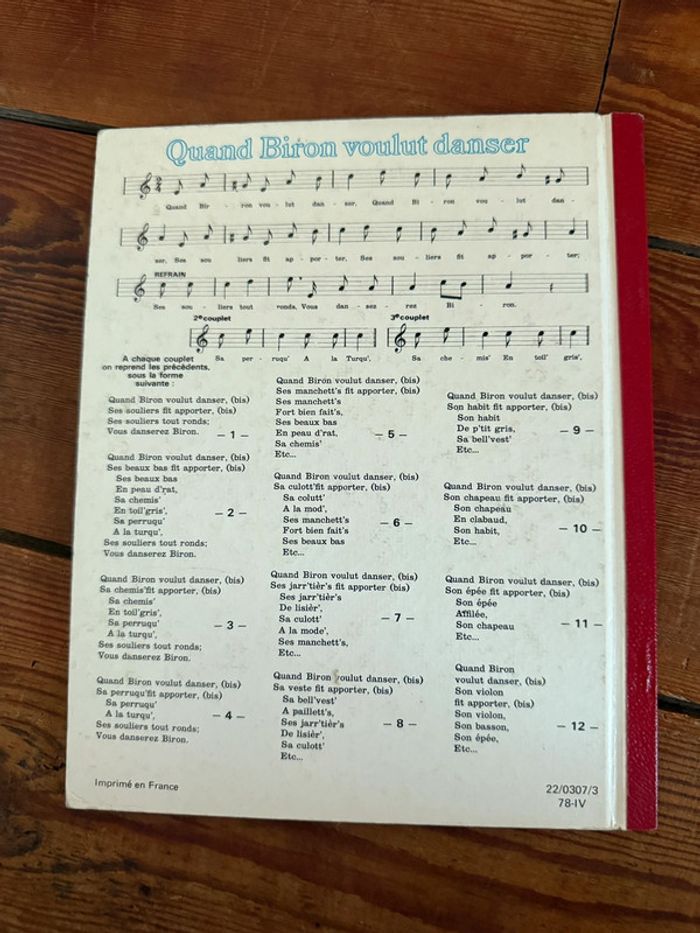 Quand Biron voulut danser
Quand Bi - ron vou - lut dan - ser, Quand Bi - ron vou - lut dan -
ser, Ses sou - liers fit ap - por - ter, Ses sou - liers fit ap - por - ter;
REFRAIN
Ses sou - liers tout ronds, Vous dan - sez - rez Bi - ron.
2e couplet
3e couplet
Sa per - ruqu' A la Turqu', Sa che - mis' En toil' gris',
A chaque couplet
on reprend les précédents,
sous la forme
suivante :
Quand Biron voulut danser, (bis)
Ses souliers fit apporter, (bis)
Ses souliers tout ronds;
Vous danserez Biron.
- 1 -
Quand Biron voulut danser, (bis)
Ses beaux bas fit apporter, (bis)
Ses beaux bas
En peau d'rat,
Sa chemis'
En toil'gris',
Sa perruqu'
A la turqu',
Ses souliers tout ronds;
Vous danserez Biron.
- 2 -
Quand Biron voulut danser, (bis)
Sa chemis'fit apporter, (bis)
Sa chemis'
En toil'gris',
Sa perruqu'
A la turqu',
Ses souliers tout ronds;
Vous danserez Biron.
- 3 -
Quand Biron voulut danser, (bis)
Sa perruqu'fit apporter, (bis)
Sa perruqu'
A la turqu',
Ses souliers tout ronds;
Vous danserez Biron.
- 4 -
Quand Biron voulut danser, (bis)
Ses manchett's fit apporter, (bis)
Ses manchett's
Fort bien fait's,
Ses beaux bas
En peau d'rat,
Sa chemis'
Etc...
- 5 -
Quand Biron voulut danser, (bis)
Sa culott'fit apporter, (bis)
Sa colutt'
A la mod',
Ses manchett's
Fort bien fait's
Ses beaux bas
Etc...
- 6 -
Quand Biron voulut danser, (bis)
Ses jarr'tièr's fit apporter, (bis)
Ses jarr'tièr's
De lisièr',
Sa culott'
A la mode',
Ses manchett's,
Etc...
- 7 -
Quand Biron voulut danser, (bis)
Sa veste fit apporter, (bis)
Sa bell'vest'
A paillett's,
Ses jarr'tièr's
De lisièr',
Sa culott'
Etc...
- 8 -
Quand Biron voulut danser, (bis)
Son habit fit apporter, (bis)
Son habit
De p'tit gris,
Sa bell'vest'
Etc...
- 9 -
Quand Biron voulut danser, (bis)
Son chapeau fit apporter, (bis)
Son chapeau
En clabaud,
Son habit,
Etc...
- 10 -
Quand Biron voulut danser, (bis)
Son épée fit apporter, (bis)
Son épée
Affilée,
Son chapeau
Etc...
- 11 -
Quand Biron
voulut danser, (bis)
Son violon
fit apporter, (bis)
Son violon,
Son basson,
Son épée,
Etc...
- 12 -
Imprimé en France
22/0307/3
78-IV